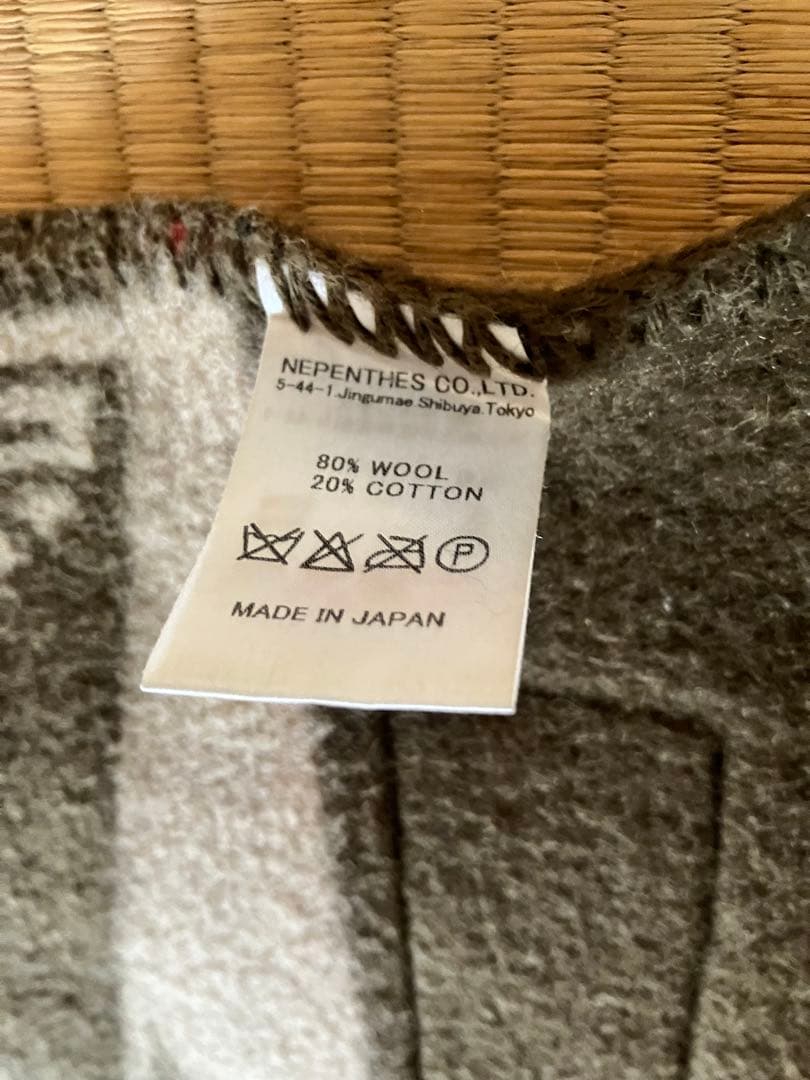 NEPENTHES CO.,LTD.
5-44-1.Jingumae.Shibuya.Tokyo
80% WOOL
20% COTTON
P
MADE IN JAPAN